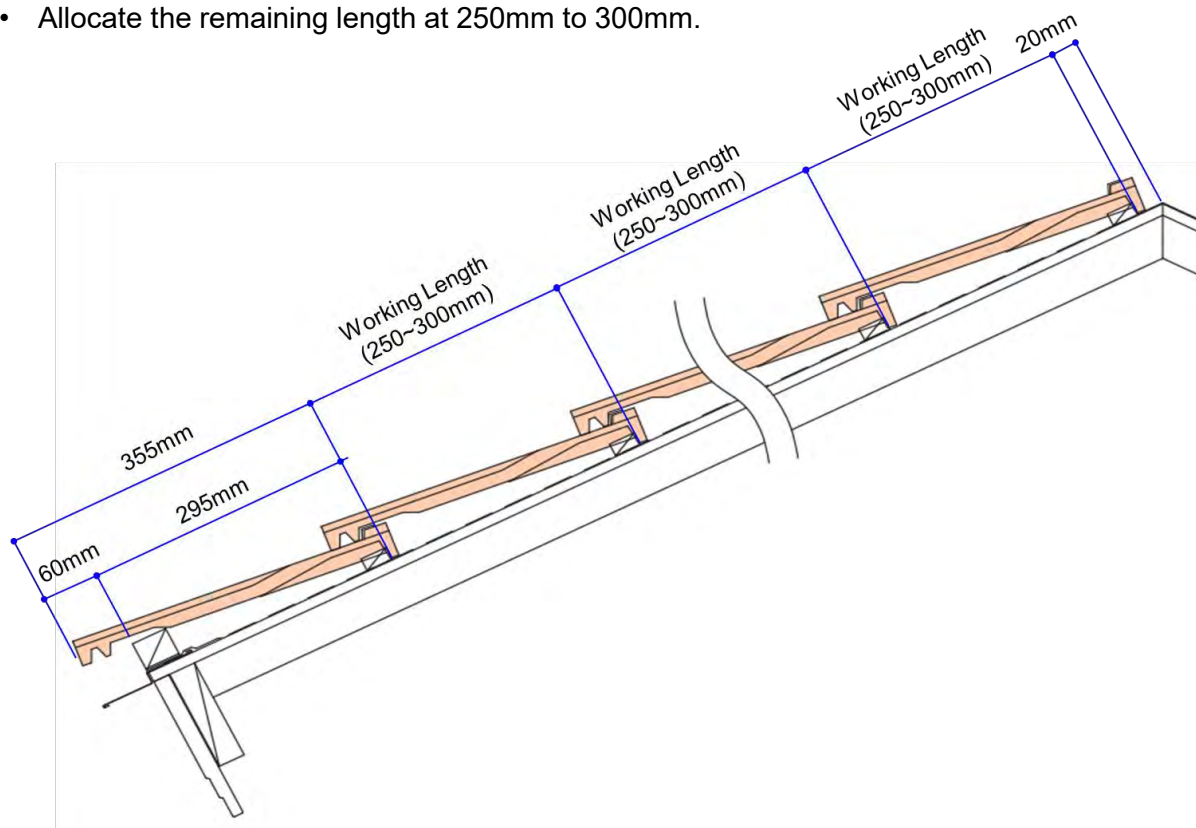 • Allocate the remaining length at 250mm to 300mm.
20mm
Working Length
(250~300mm)
Working Length
(250~300mm)
Working Length
(250~300mm)
355mm
295mm
60mm